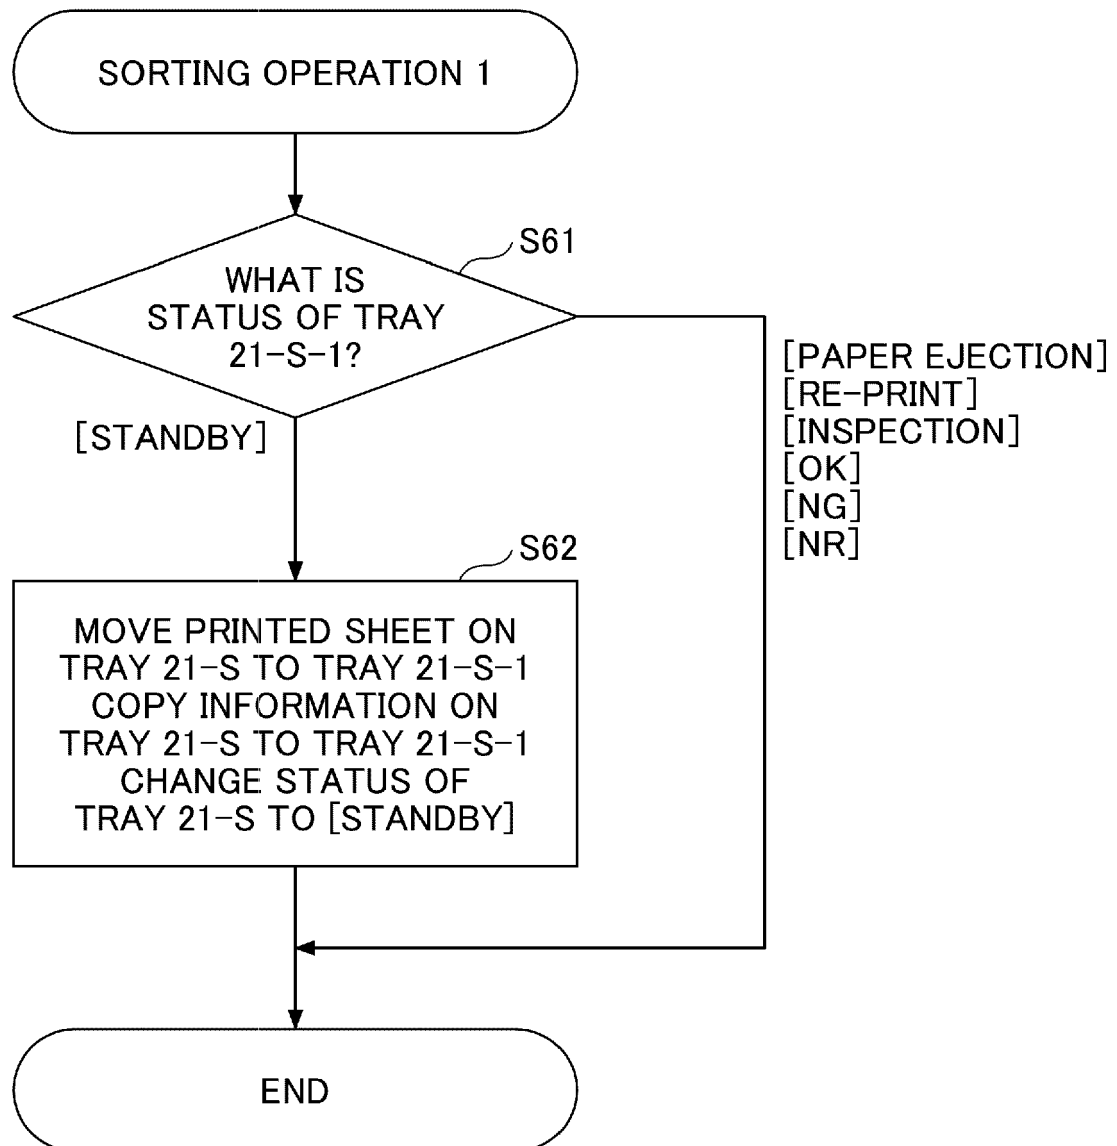 SORTING OPERATION 1
S61
WHAT IS
STATUS OF TRAY
21-S-1?
[STANDBY]
[PAPER EJECTION]
[RE-PRINT]
[INSPECTION]
[OK]
[NG]
[NR]
S62
MOVE PRINTED SHEET ON
TRAY 21-S TO TRAY 21-S-1
COPY INFORMATION ON
TRAY 21-S TO TRAY 21-S-1
CHANGE STATUS OF
TRAY 21-S TO [STANDBY]
END